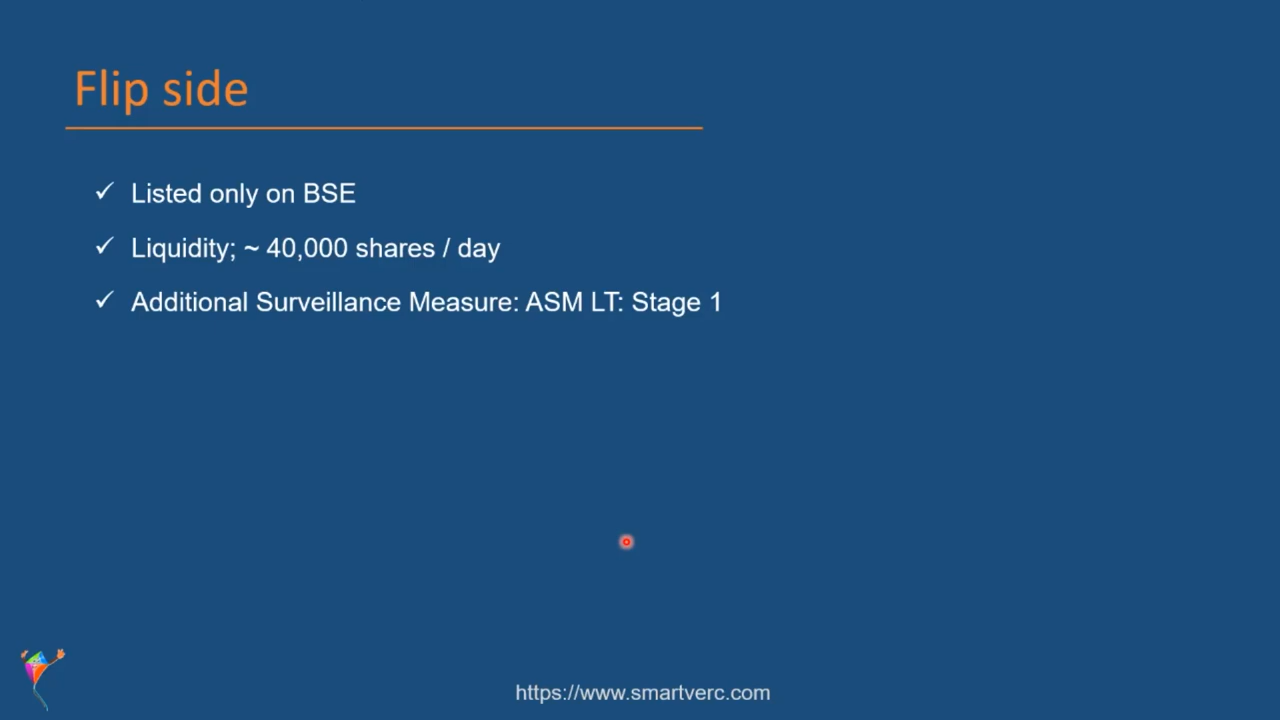 Flip side
✓ Listed only on BSE
✓ Liquidity; ~ 40,000 shares / day
✓ Additional Surveillance Measure: ASM LT: Stage 1
https://www.smartverc.com